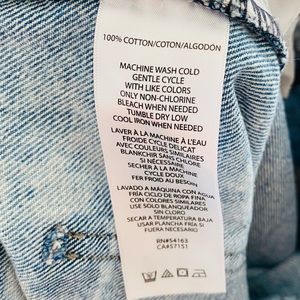 100% COTTON/COTON/ALGODÓN
MACHINE WASH COLD
GENTLE CYCLE
WITH LIKE COLORS
ONLY NON-CHLORINE
BLEACH WHEN NEEDED
TUMBLE DRY LOW
COOL IRON WHEN NEEDED
LAVER À LA MACHINE À L'EAU
FROIDE CYCLE DELICAT
AVEC COULEURS SIMILAIRES
BLANKCHIR SANS CHLORE
SI NÉCESSAIRE
SECHER A LA MACHINE
CYCLE DOUX
FER FROID AU BESOIN
LAVADO A MÁQUINA CON AGUA
FRÍA CICLO DE ROPA FINA
CON COLORES SIMILARES
USE SOLO BLANQUEADOR
SIN CLORO
SECAR A TEMPERATURA BAJA
USAR PLANCHA FRÍA SI
FUERA NECESARIO
RN#54163
CA#57151